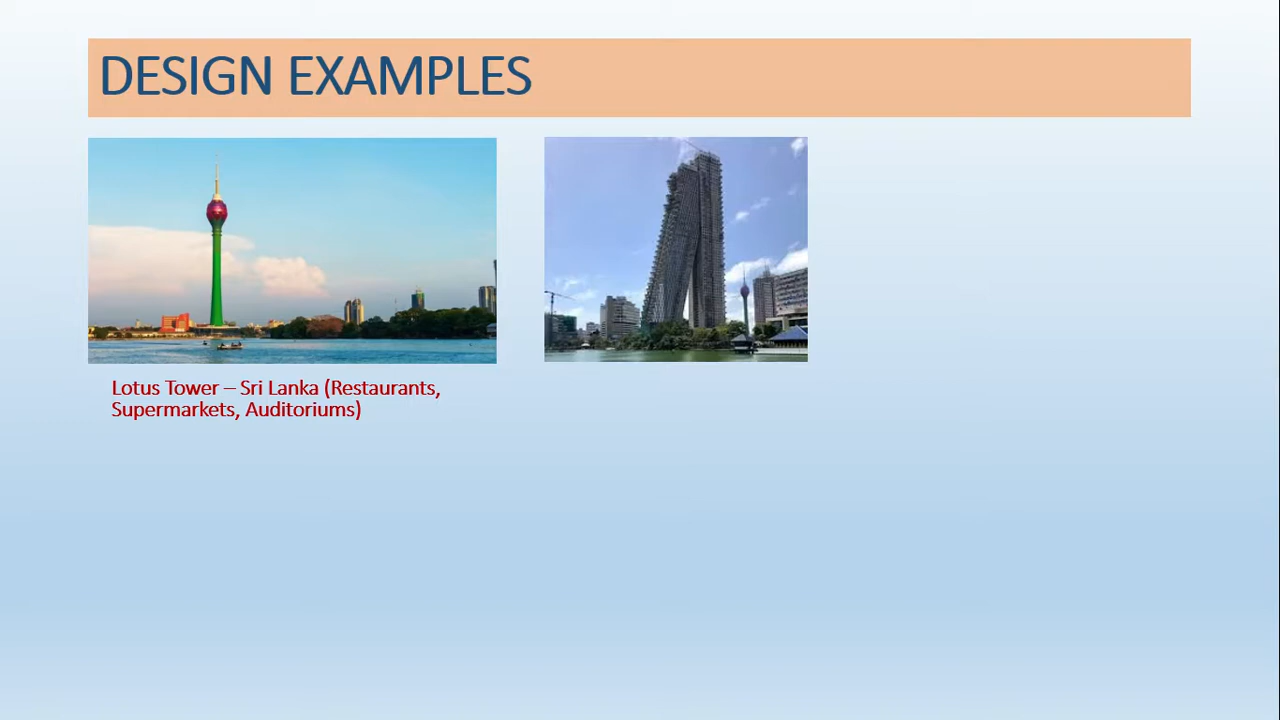 DESIGN EXAMPLES
Lotus Tower – Sri Lanka (Restaurants,
Supermarkets, Auditoriums)